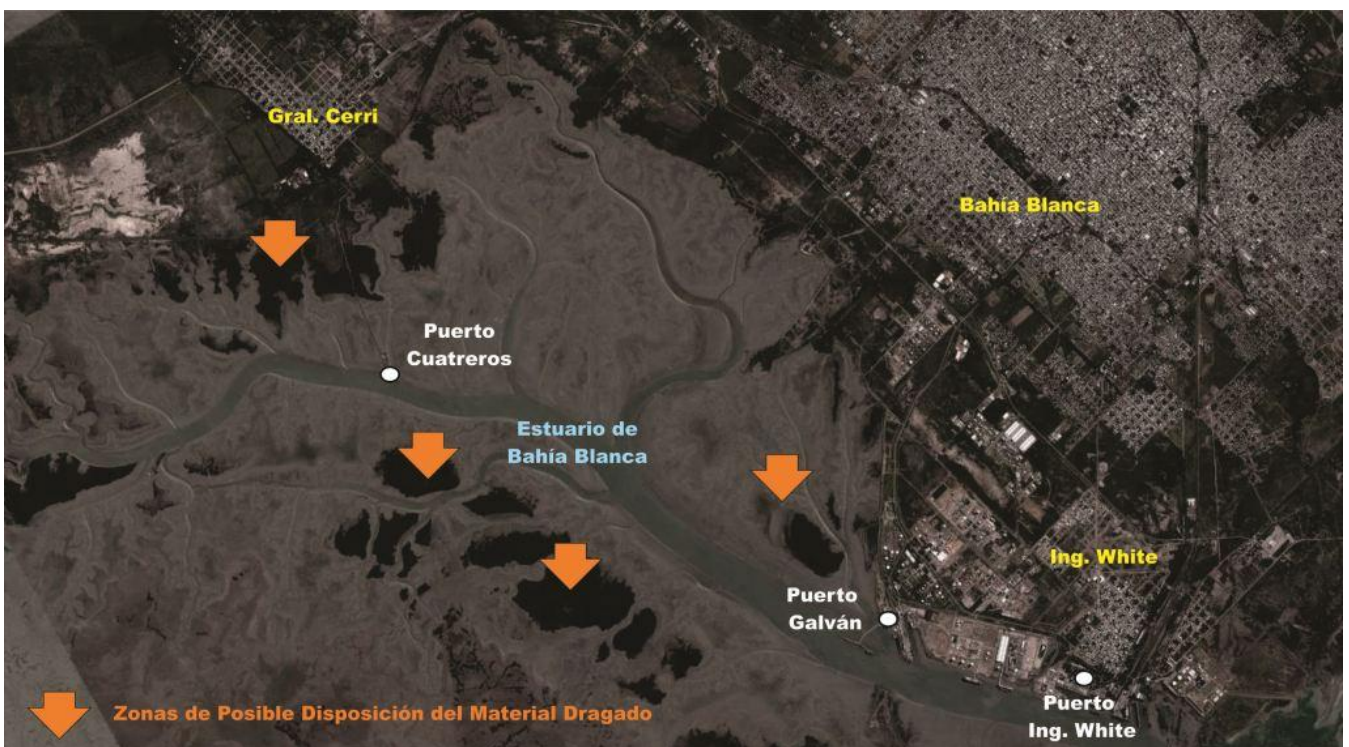 Gral. Cerri
Bahía Blanca
Puerto
Cuatreros
Estuario de
Bahía Blanca
Ing. White
Puerto
Galván
Puerto
Ing. White
Zonas de Posible Disposición del Material Dragado